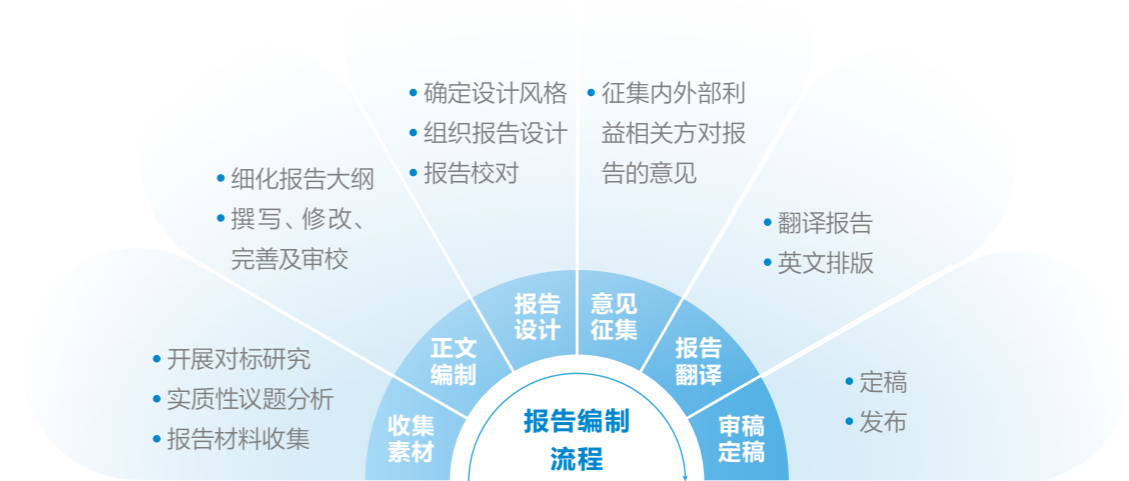 报告编制
流程
收集
素材
• 开展对标研究
• 实质性议题分析
• 报告材料收集
正文
编制
• 细化报告大纲
• 撰写、修改、
完善及审校
报告
设计
• 确定设计风格
• 组织报告设计
• 报告校对
意见
征集
• 征集内外部利
益相关方对报
告的意见
报告
翻译
• 翻译报告
• 英文排版
审稿
定稿
• 定稿
• 发布